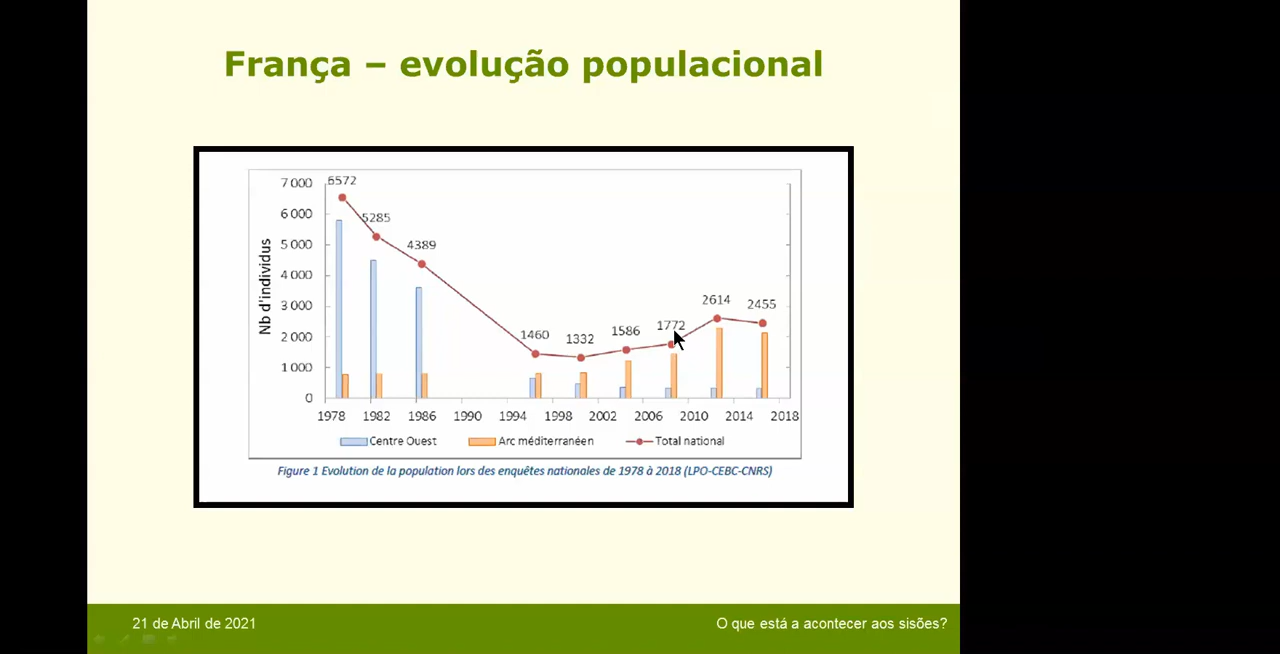 França – evolução populacional
7 000
6 000
5 000
4 000
3 000
2 000
1 000
0
Nb d'individus
6572
5285
4389
1460
1332
1586
1772
2614
2455
1978 1982 1986 1990 1994 1998 2002 2006 2010 2014 2018
Centre Ouest Arc méditerranéen Total national
Figure 1 Evolution de la population lors des enquêtes nationales de 1978 à 2018 (LPO-CEBC-CNRS)
21 de Abril de 2021 O que está a acontecer aos sisões?